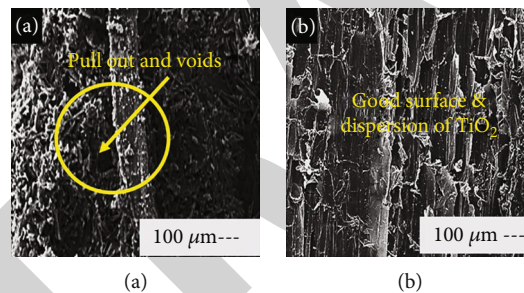 (a)
Pull out and voids
100 μm---
(a)
(b)
Good surface &
dispersion of TiO₂
100 μm ---
(b)